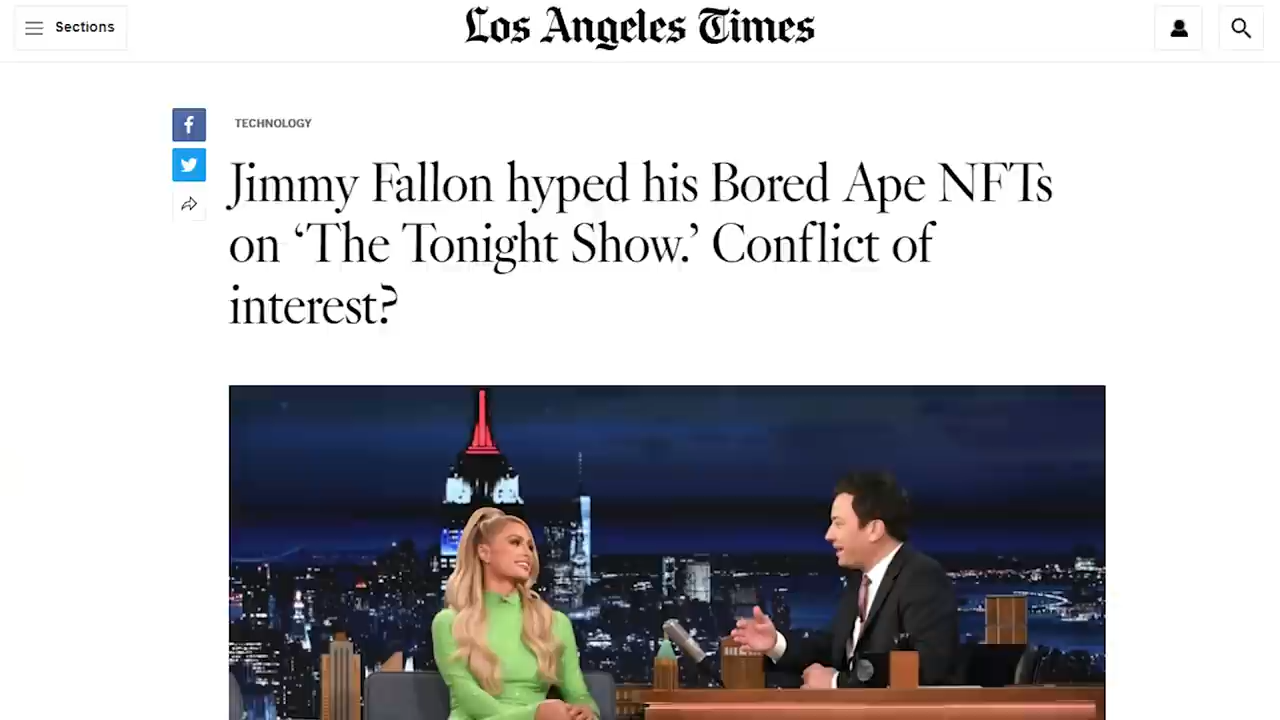 Sections
Los Angeles Times
TECHNOLOGY
Jimmy Fallon hyped his Bored Ape NFTs
on ‘The Tonight Show.’ Conflict of
interest?